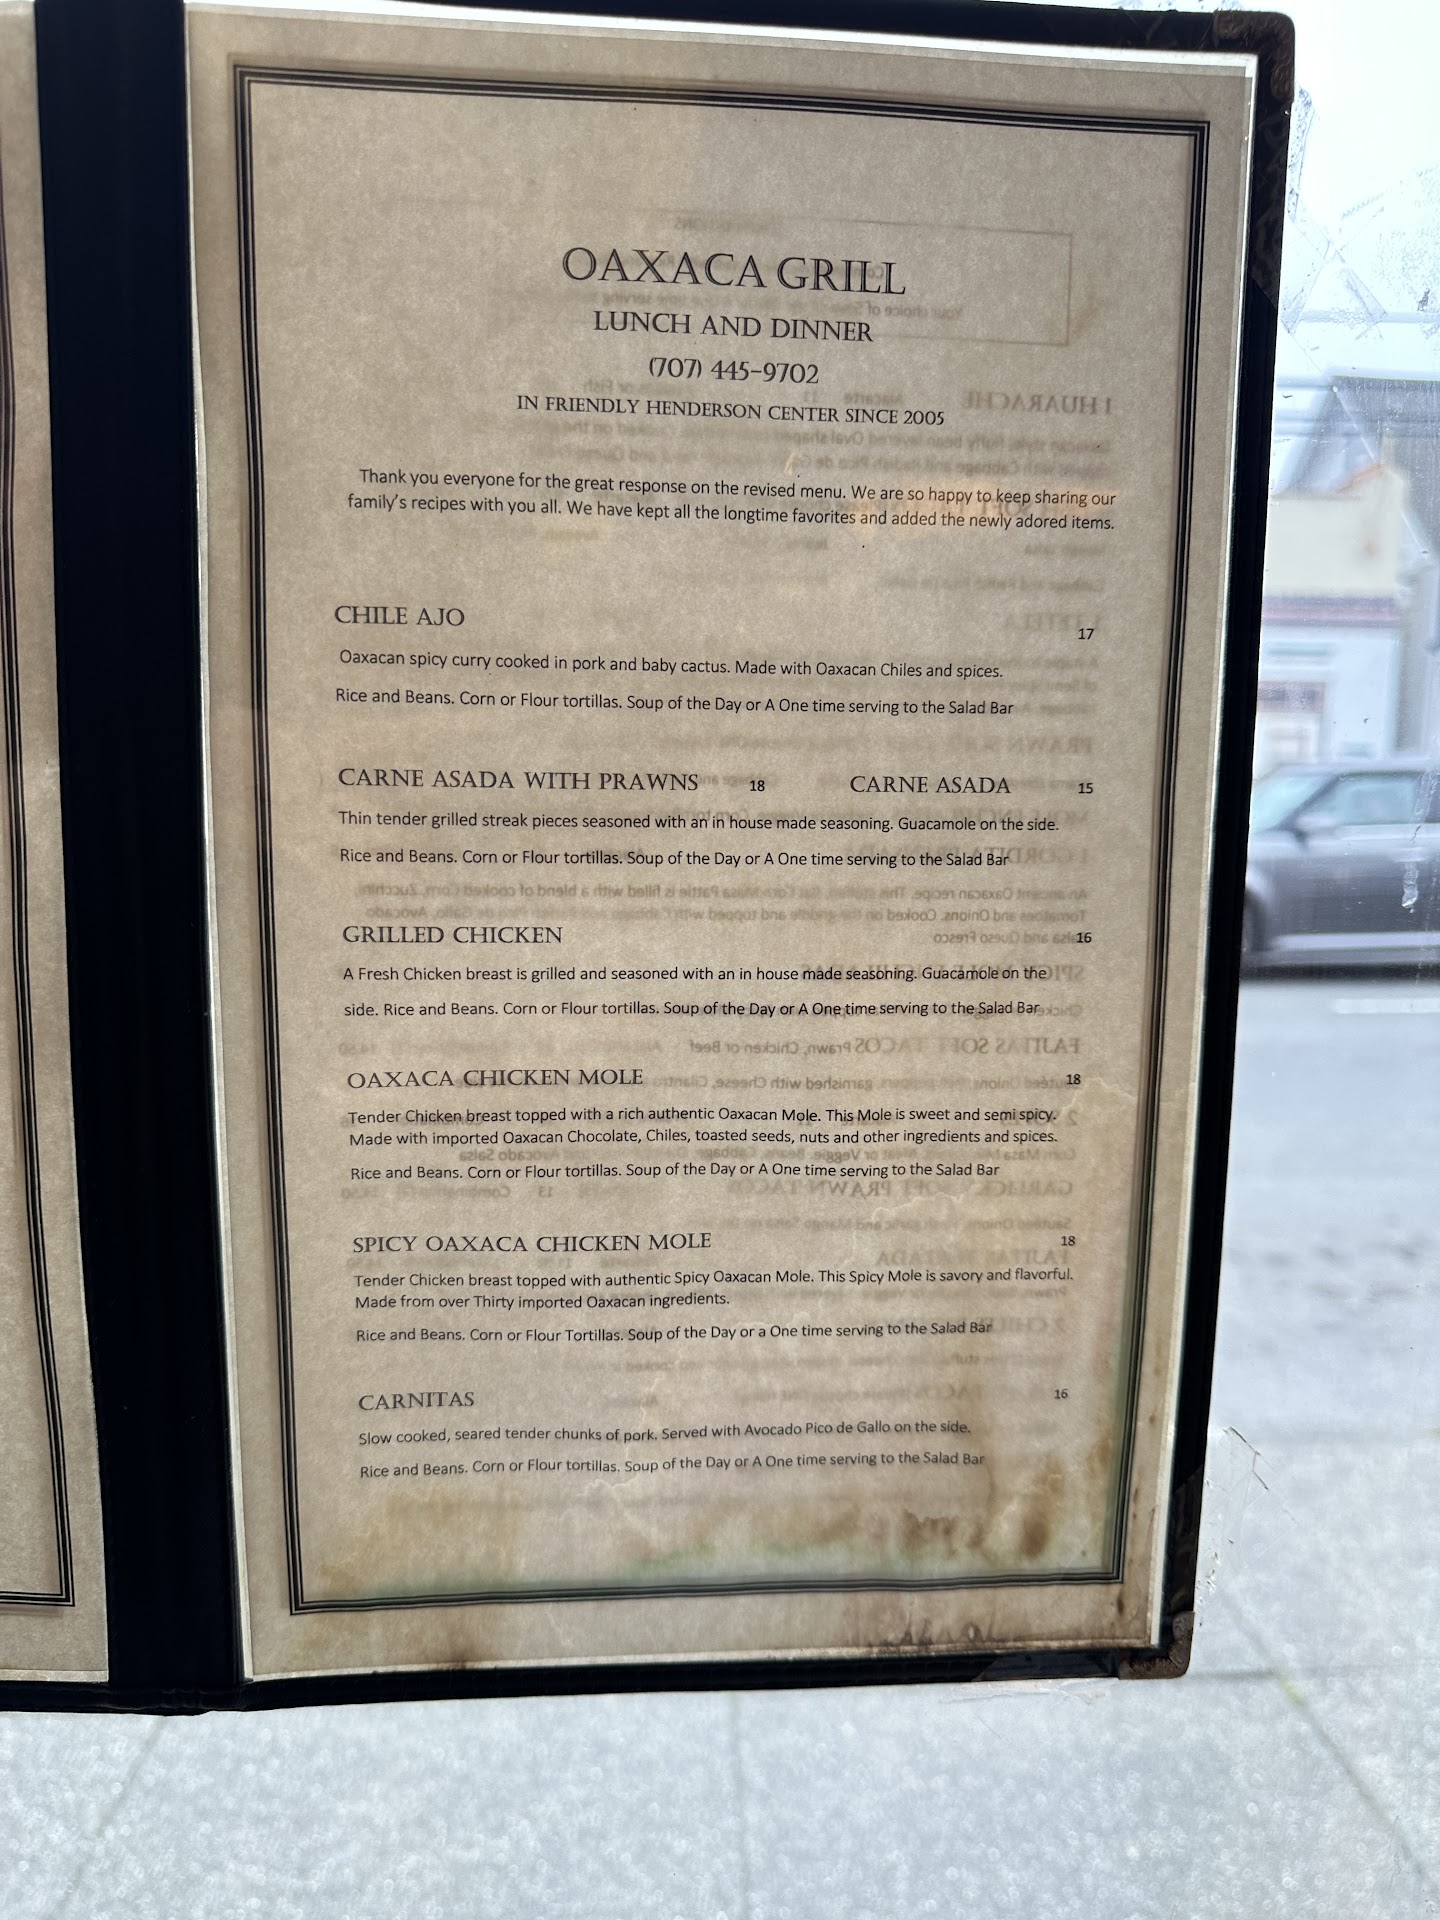 OAXACA GRILL
LUNCH AND DINNER
(707) 445-9702
IN FRIENDLY HENDERSON CENTER SINCE 2005
Thank you everyone for the great response on the revised menu. We are so happy to keep sharing our
family's recipes with you all. We have kept all the longtime favorites and added the newly adored items.
CHILE AJO 17
Oaxacan spicy curry cooked in pork and baby cactus. Made with Oaxacan Chiles and spices.
Rice and Beans. Corn or Flour tortillas. Soup of the Day or A One time serving to the Salad Bar
CARNE ASADA WITH PRAWNS 18 CARNE ASADA 15
Thin tender grilled streak pieces seasoned with an in house made seasoning. Guacamole on the side.
Rice and Beans. Corn or Flour tortillas. Soup of the Day or A One time serving to the Salad Bar
GRILLED CHICKEN 16
A Fresh Chicken breast is grilled and seasoned with an in house made seasoning. Guacamole on the
side. Rice and Beans. Corn or Flour tortillas. Soup of the Day or A One time serving to the Salad Bar
OAXACA CHICKEN MOLE 18
Tender Chicken breast topped with a rich authentic Oaxacan Mole. This Mole is sweet and semi spicy.
Made with imported Oaxacan Chocolate, Chiles, toasted seeds, nuts and other ingredients and spices.
Rice and Beans. Corn or Flour tortillas. Soup of the Day or A One time serving to the Salad Bar
SPICY OAXACA CHICKEN MOLE 18
Tender Chicken breast topped with authentic Spicy Oaxacan Mole. This Spicy Mole is savory and flavorful.
Made from over Thirty imported Oaxacan ingredients.
Rice and Beans. Corn or Flour Tortillas. Soup of the Day or a One time serving to the Salad Bar
CARNITAS 16
Slow cooked, seared tender chunks of pork. Served with Avocado Pico de Gallo on the side.
Rice and Beans. Corn or Flour tortillas. Soup of the Day or A One time serving to the Salad Bar